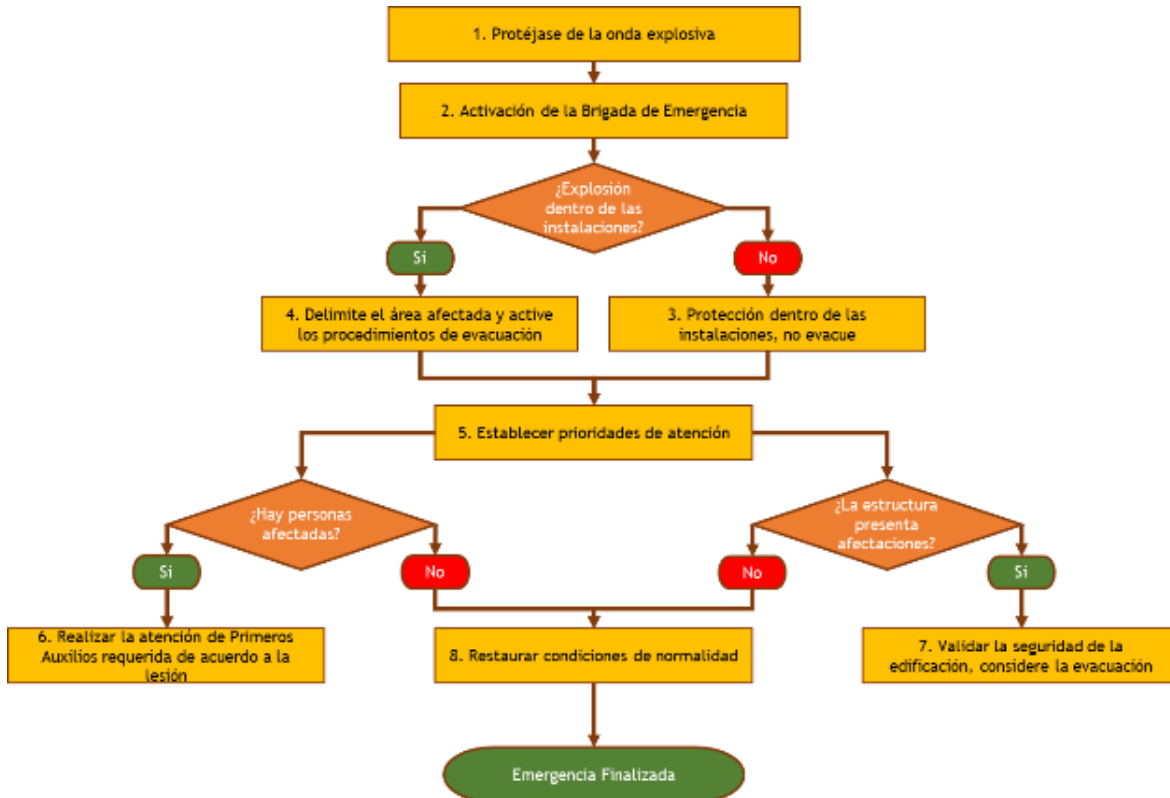 1. Protéjase de la onda explosiva
2. Activación de la Brigada de Emergencia
¿Explosión
dentro de las
instalaciones?
Si
No
4. Delimite el área afectada y active
los procedimientos de evacuación
3. Protección dentro de las
instalaciones, no evacue
5. Establecer prioridades de atención
¿Hay personas
afectadas?
¿La estructura
presenta
afectaciones?
Si
No
No
Si
6. Realizar la atención de Primeros
Auxilios requerida de acuerdo a la
lesión
8. Restaurar condiciones de normalidad
7. Validar la seguridad de la
edificación, considere la evacuación
Emergencia Finalizada